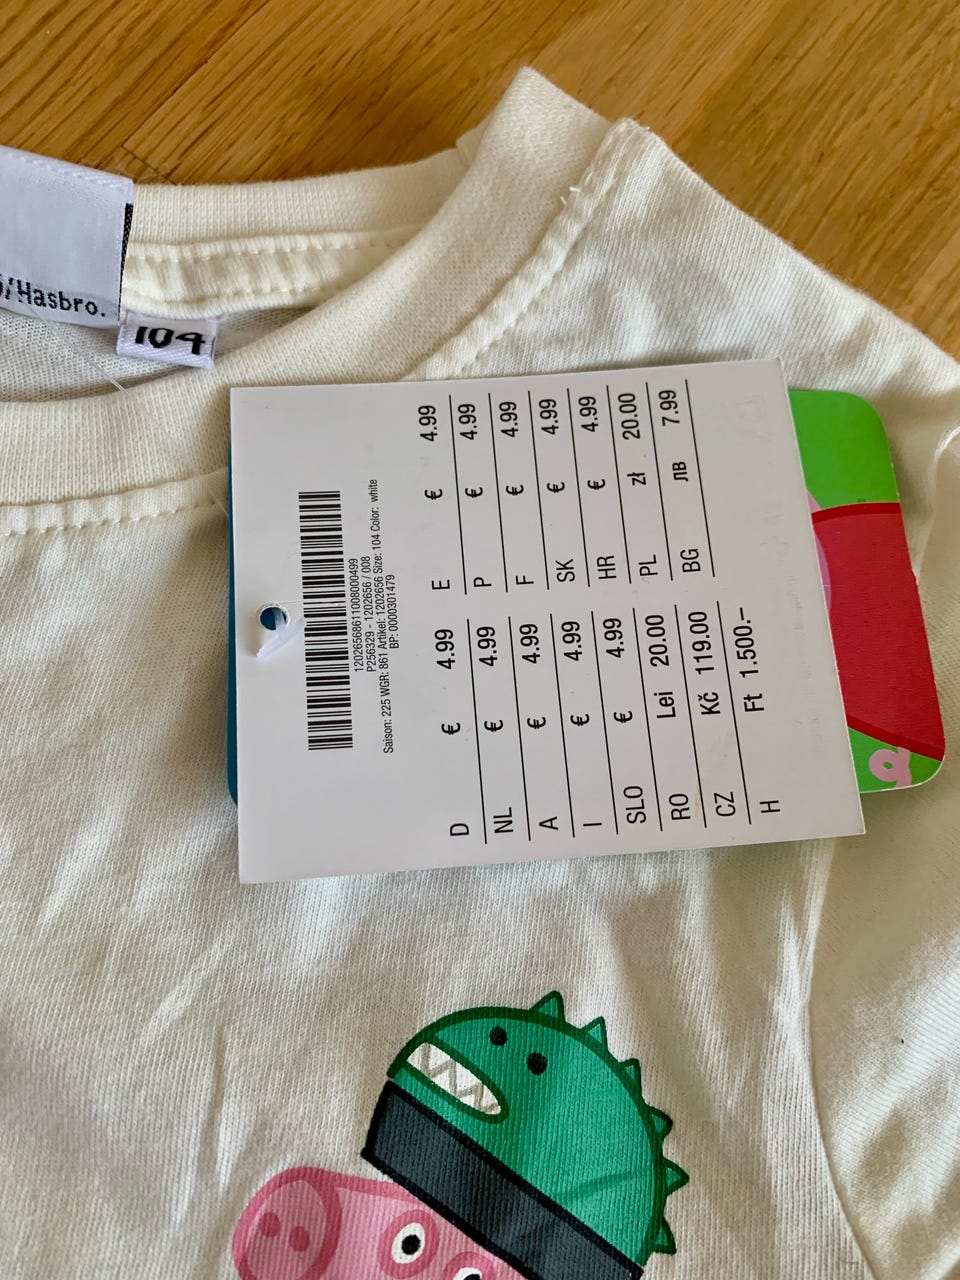 /Hasbro.
104
12026568611008000499
P256329 - 1202656 / 008
Saison: 225 WGR: 861 Artikel: 1202656 Size: 104 Color: white
BP: 0000301479
D € 4.99 E € 4.99
NL € 4.99 P € 4.99
A € 4.99 F € 4.99
I € 4.99 SK € 4.99
SLO € 4.99 HR € 4.99
RO Lei 20.00 PL zł 20.00
CZ Kč 119.00 BG лв 7.99
H Ft 1.500.–